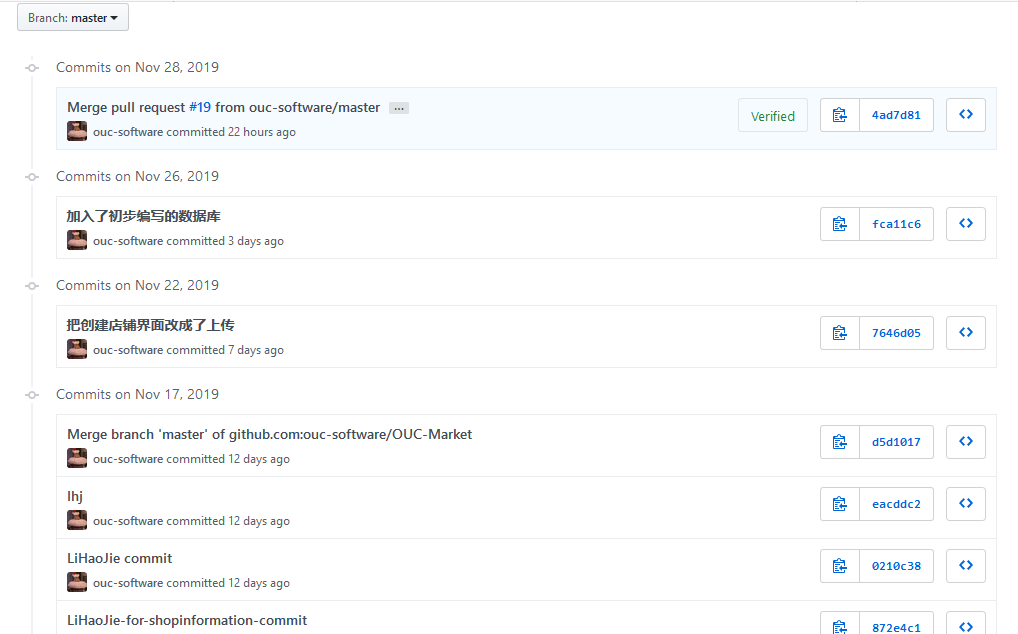 Branch: master
Commits on Nov 28, 2019
Merge pull request #19 from ouc-software/master ...
ouc-software committed 22 hours ago
Verified
4ad7d81
Commits on Nov 26, 2019
加入了初步编写的数据库
ouc-software committed 3 days ago
fca11c6
Commits on Nov 22, 2019
把创建店铺界面改成了上传
ouc-software committed 7 days ago
7646d05
Commits on Nov 17, 2019
Merge branch 'master' of github.com:ouc-software/OUC-Market
ouc-software committed 12 days ago
d5d1017
lhj
ouc-software committed 12 days ago
eacddc2
LiHaoJie commit
ouc-software committed 12 days ago
0210c38
LiHaoJie-for-shopinformation-commit
872e4c1